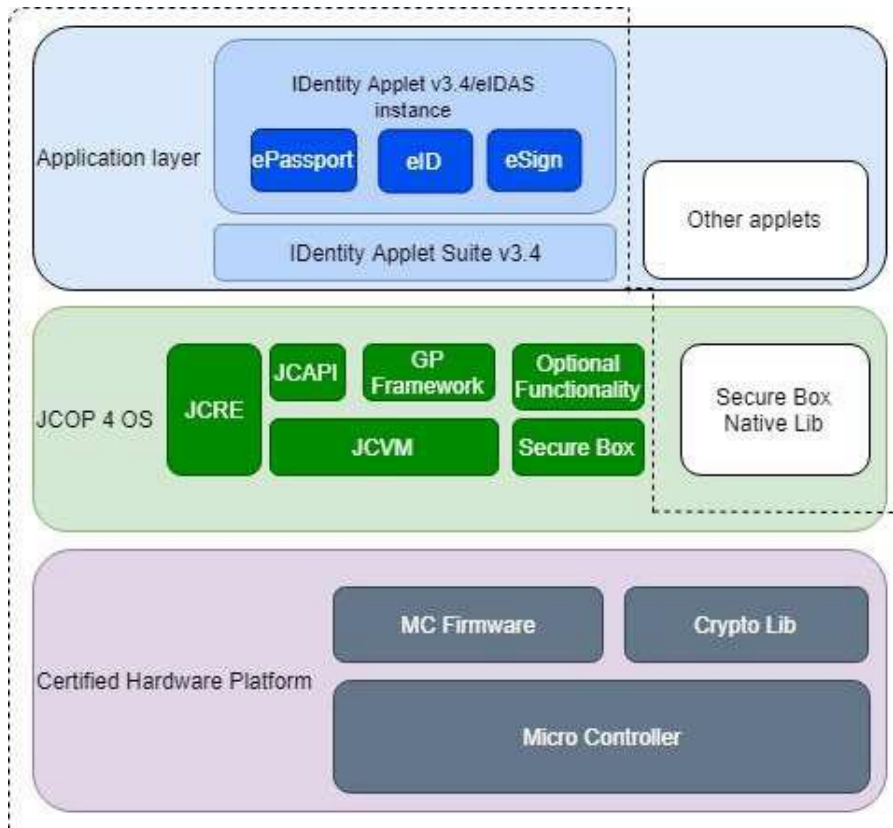 IDentity Applet v3.4/eIDAS
instance
ePassport
eID
eSign
Application layer
Other applets
IDentity Applet Suite v3.4
JCRE
JCAPI
GP
Framework
Optional
Functionality
JCOP 4 OS
Secure Box
Native Lib
JCVM
Secure Box
MC Firmware
Crypto Lib
Certified Hardware Platform
Micro Controller